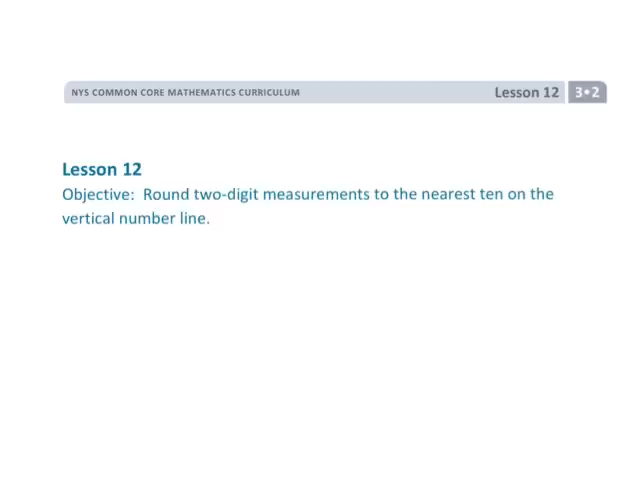 NYS COMMON CORE MATHEMATICS CURRICULUM Lesson 12 3•2
Lesson 12
Objective: Round two-digit measurements to the nearest ten on the
vertical number line.